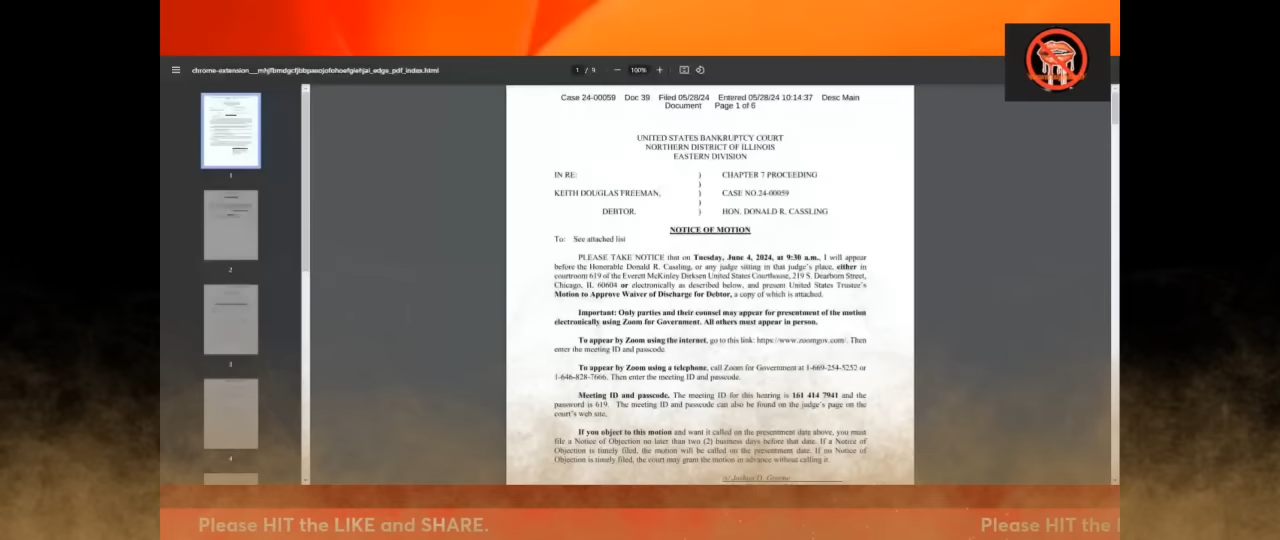 chrome-extension__mhjfbmdgcfjbbpaeojofohoefgiehjai_edge_pdf_index.html
1 / 9
100%
Case 24-00059 Doc 39 Filed 05/28/24 Entered 05/28/24 10:14:37 Desc Main
Document Page 1 of 6
UNITED STATES BANKRUPTCY COURT
NORTHERN DISTRICT OF ILLINOIS
EASTERN DIVISION
IN RE: ) CHAPTER 7 PROCEEDING
)
KEITH DOUGLAS FREEMAN, ) CASE NO.24-00059
)
DEBTOR. ) HON. DONALD R. CASSLING
NOTICE OF MOTION
To: See attached list
PLEASE TAKE NOTICE that on Tuesday, June 4, 2024, at 9:30 a.m., I will appear
before the Honorable Donald R. Cassling, or any judge sitting in that judge's place, either in
courtroom 619 of the Everett McKinley Dirksen United States Courthouse, 219 S. Dearborn Street,
Chicago, IL 60604 or electronically as described below, and present United States Trustee's
Motion to Approve Waiver of Discharge for Debtor, a copy of which is attached.
Important: Only parties and their counsel may appear for presentment of the motion
electronically using Zoom for Government. All others must appear in person.
To appear by Zoom using the internet, go to this link: https://www.zoomgov.com/. Then
enter the meeting ID and passcode.
To appear by Zoom using a telephone, call Zoom for Government at 1-669-254-5252 or
1-646-828-7666. Then enter the meeting ID and passcode.
Meeting ID and passcode. The meeting ID for this hearing is 161 414 7941 and the
password is 619. The meeting ID and passcode can also be found on the judge's page on the
court's web site.
If you object to this motion and want it called on the presentment date above, you must
file a Notice of Objection no later than two (2) business days before that date. If a Notice of
Objection is timely filed, the motion will be called on the presentment date. If no Notice of
Objection is timely filed, the court may grant the motion in advance without calling it.
/s/ Joshua D. Greene
1
2
3
4
Please HIT the LIKE and SHARE.
Please HIT the